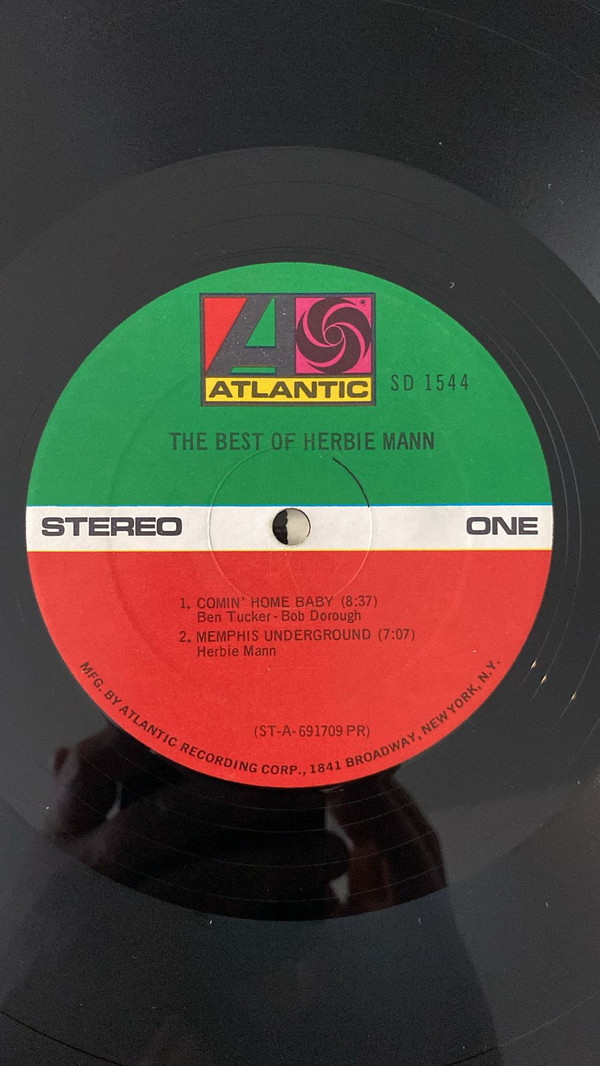 ATLANTIC
SD 1544
THE BEST OF HERBIE MANN
STEREO
ONE
1. COMIN' HOME BABY (8:37)
Ben Tucker - Bob Dorough
2. MEMPHIS UNDERGROUND (7:07)
Herbie Mann
(ST-A-691709 PR)
MFG. BY ATLANTIC RECORDING CORP., 1841 BROADWAY, NEW YORK, N.Y.